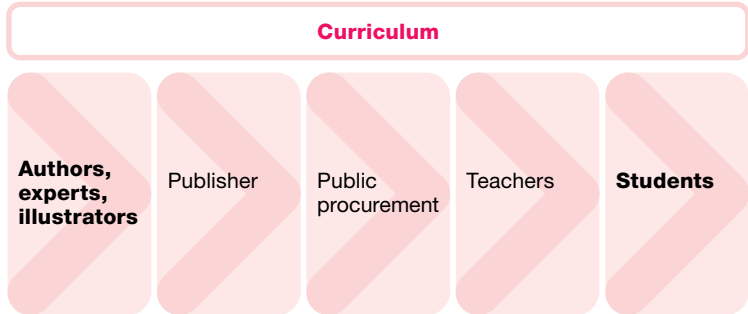 Curriculum
Authors,
experts,
illustrators
Publisher
Public
procurement
Teachers
Students